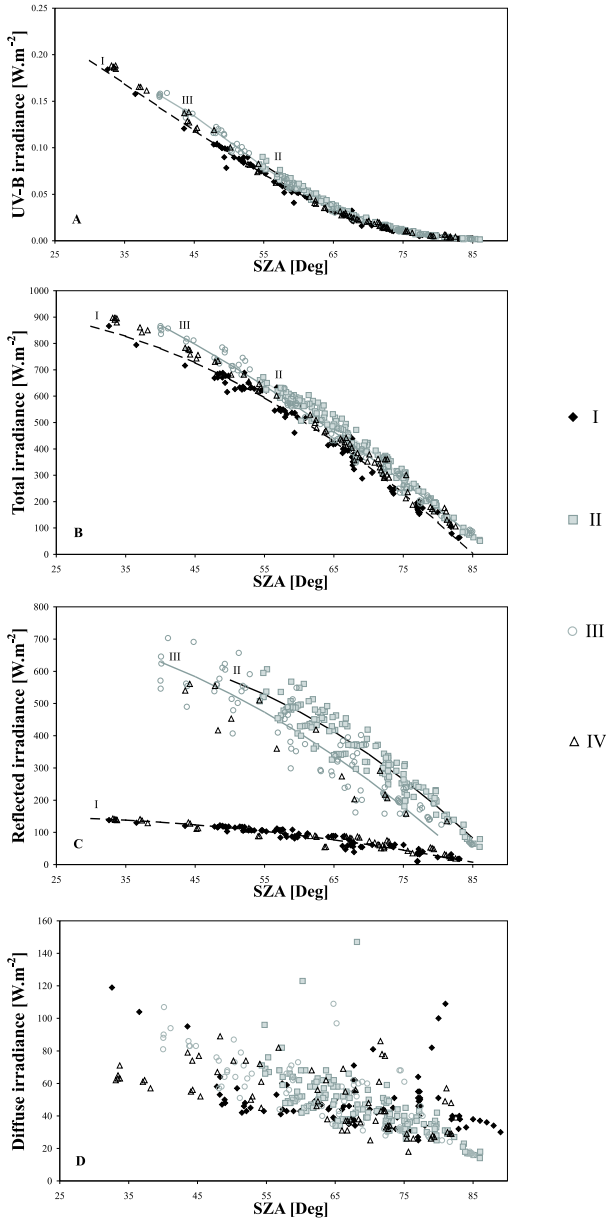 0.25
0.20
0.15
0.10
0.05
0.00
UV-B irradiance [W.m-2]
I
III
II
A
25 35 45 55 65 75 85
SZA [Deg]
1000
900
800
700
600
500
400
300
200
100
0
Total irradiance [W.m-2]
I
III
II
B
25 35 45 55 65 75 85
SZA [Deg]
800
700
600
500
400
300
200
100
0
Reflected irradiance [W.m-2]
III
II
I
C
25 35 45 55 65 75 85
SZA [Deg]
160
140
120
100
80
60
40
20
0
Diffuse irradiance [W.m-2]
D
25 35 45 55 65 75 85
SZA [Deg]
I
II
III
IV